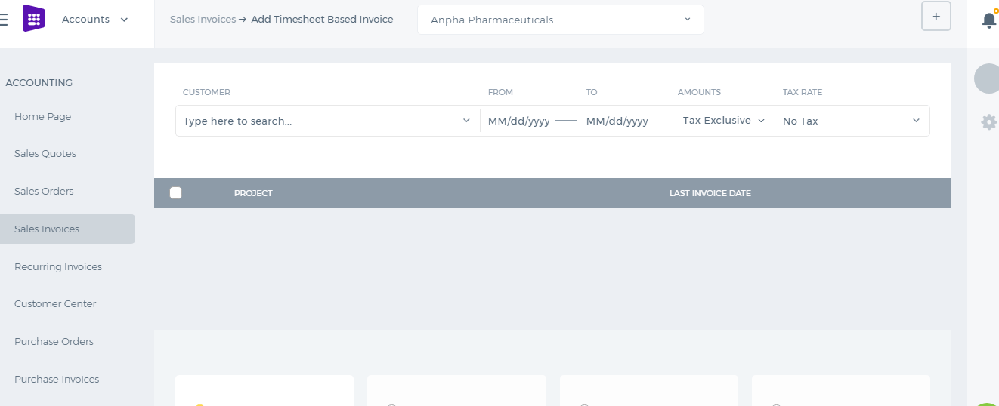 Accounts
Sales Invoices → Add Timesheet Based Invoice
Anpha Pharmaceuticals
+
ACCOUNTING
Home Page
Sales Quotes
Sales Orders
Sales Invoices
Recurring Invoices
Customer Center
Purchase Orders
Purchase Invoices
CUSTOMER FROM TO AMOUNTS TAX RATE
Type here to search... MM/dd/yyyy MM/dd/yyyy Tax Exclusive No Tax
PROJECT LAST INVOICE DATE